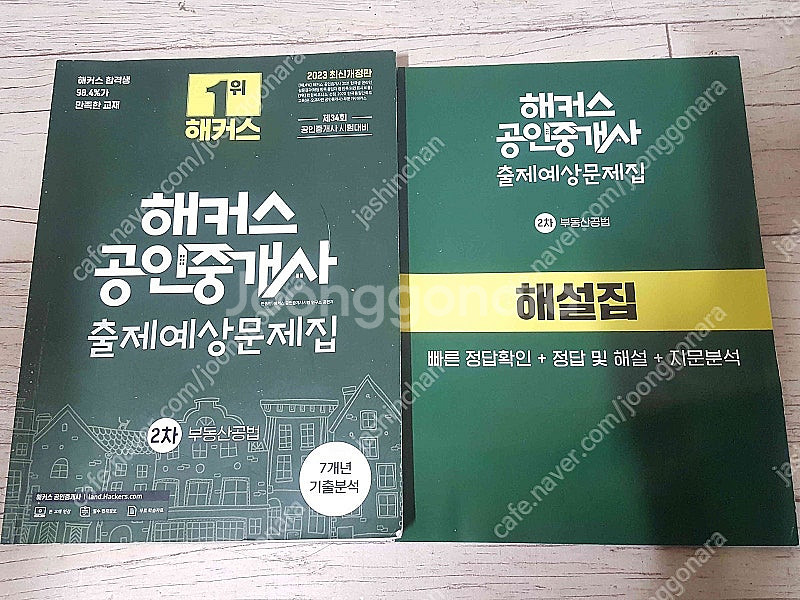 해커스 합격생
98.4%가
만족한 교재
1위
해커스
2023 최신개정판
제34회
공인중개사 시험대비
해커스
공인중개사
출제예상문제집
2차 부동산공법
7개년
기출분석
해커스 공인중개사 | land.Hackers.com
해커스
공인중개사
출제예상문제집
2차 부동산공법
해설집
빠른 정답확인 + 정답 및 해설 + 지문분석
Joonggonara
cafe.naver.com/joonggonara
jashinchan